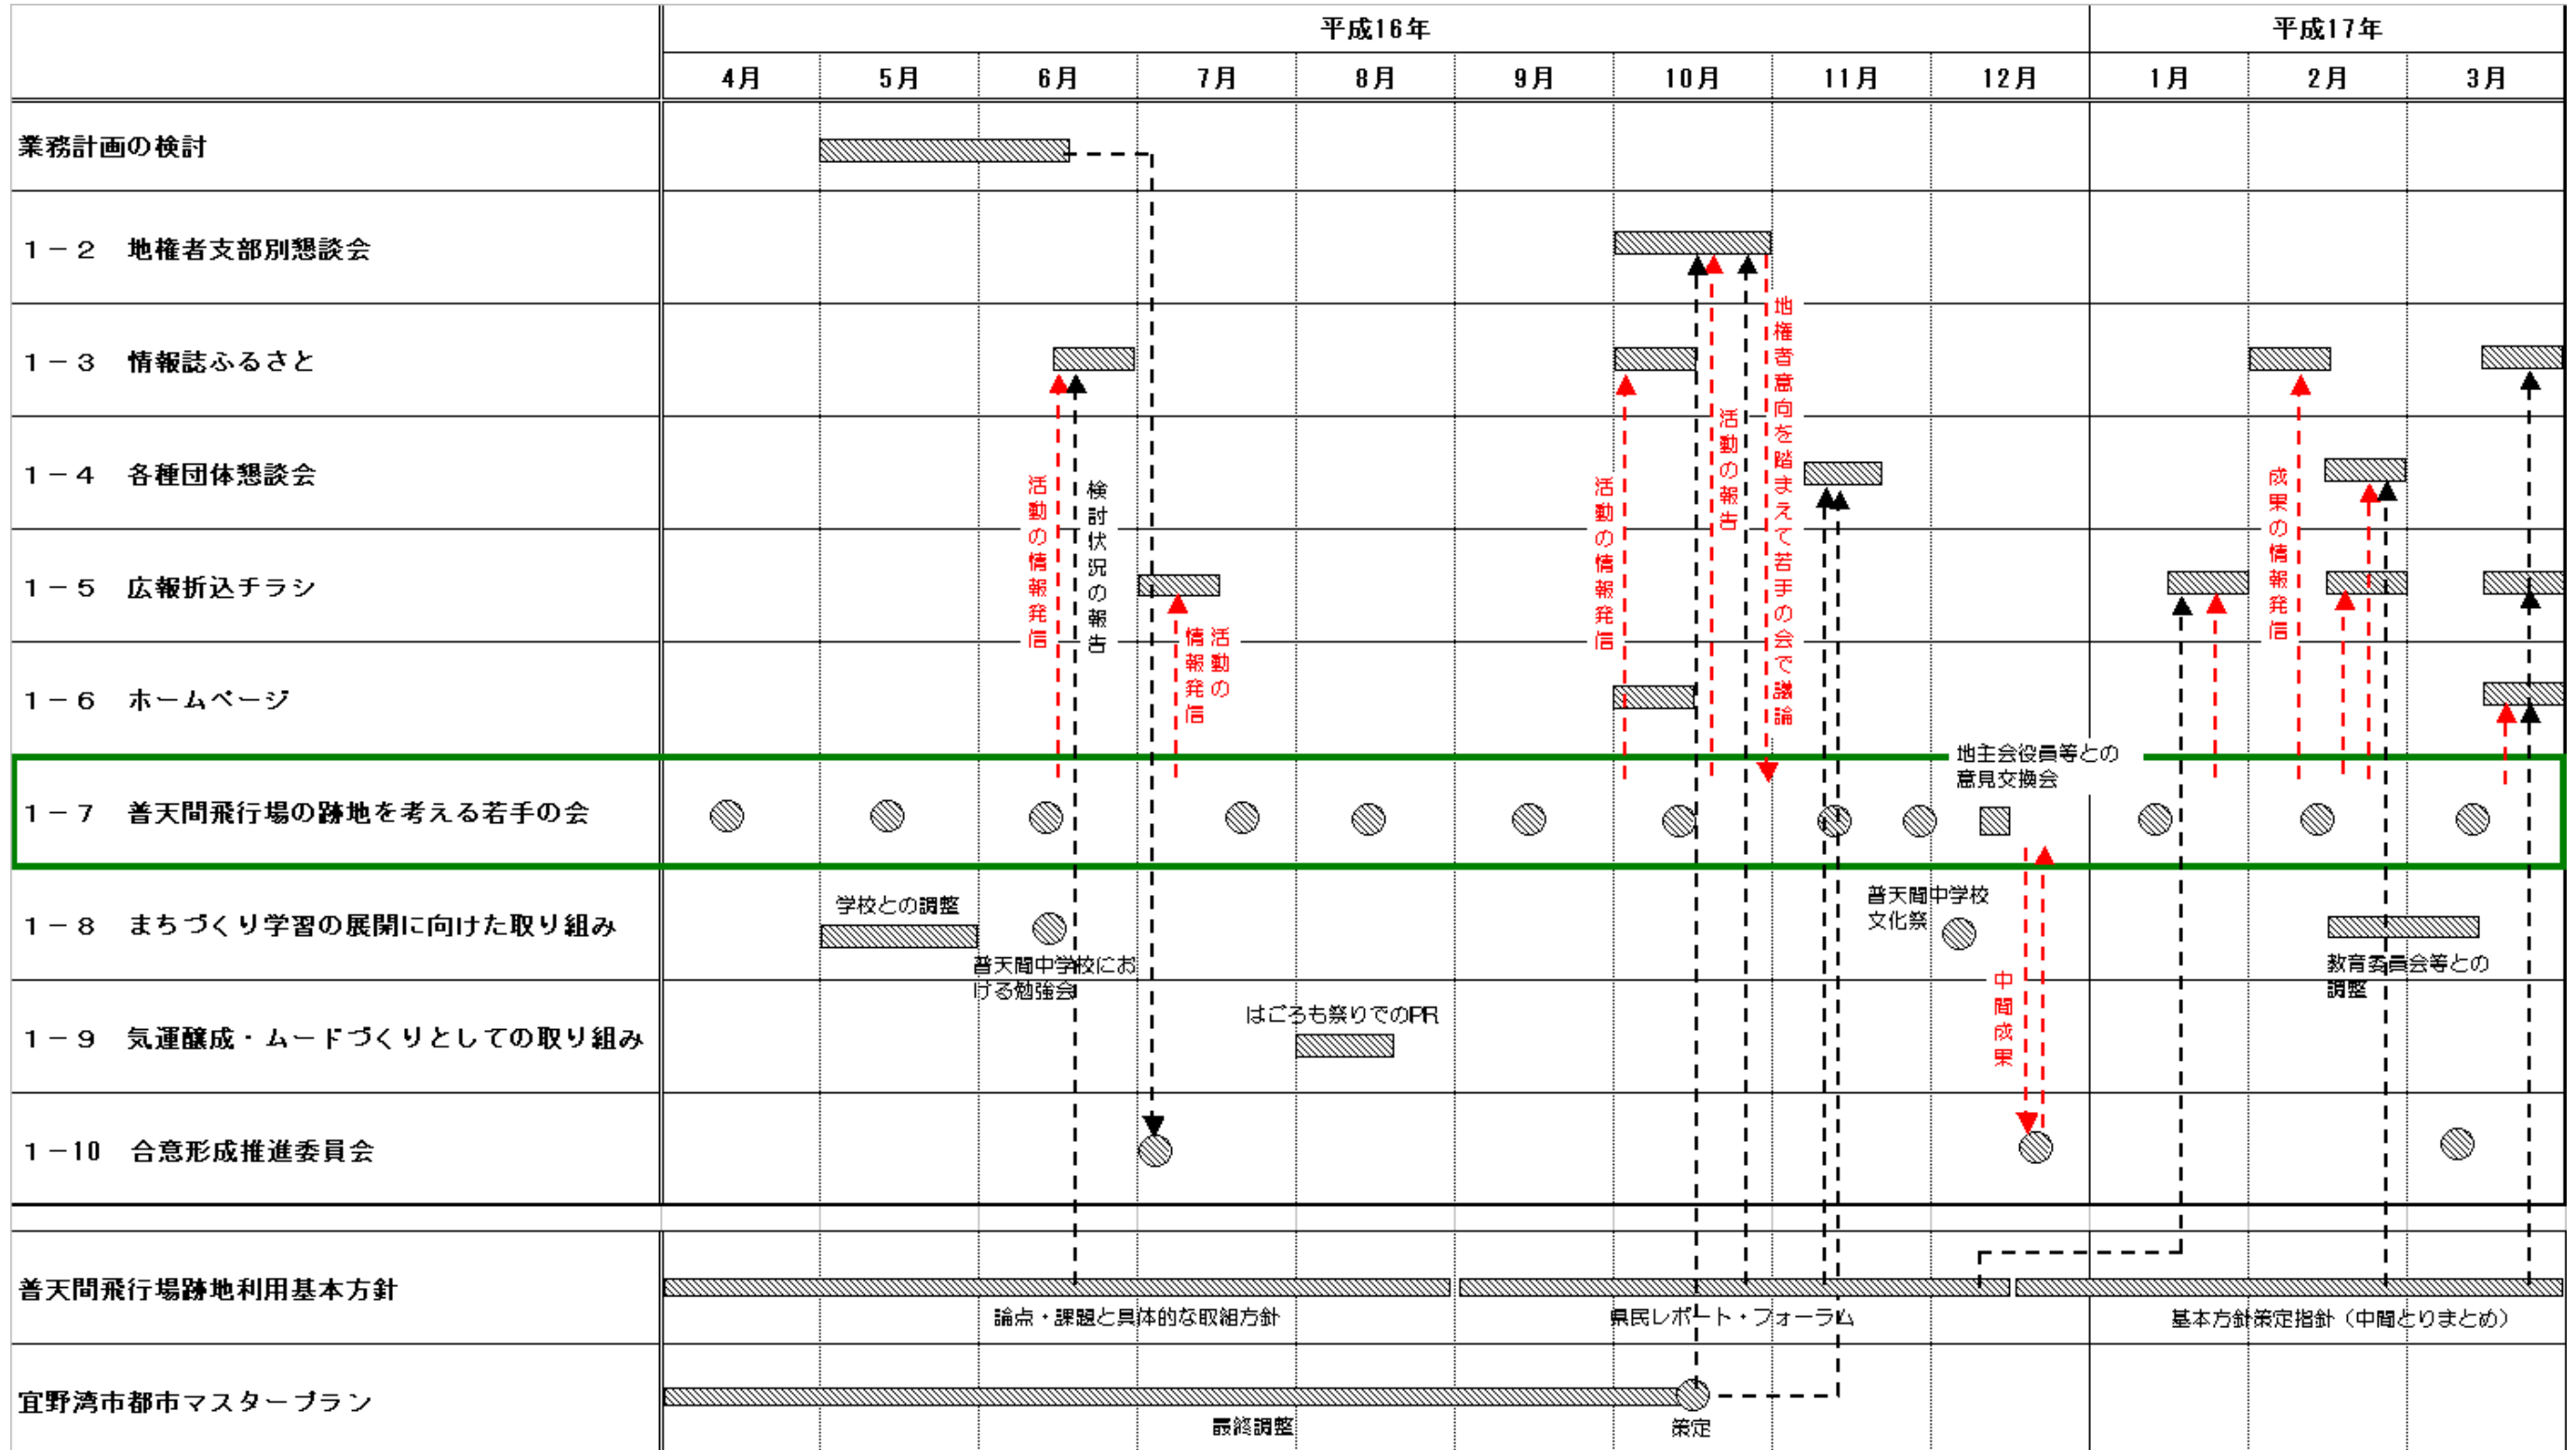 平成16年
平成17年
4月
5月
6月
7月
8月
9月
10月
11月
12月
1月
2月
3月
業務計画の検討
1－2 地権者支部別懇談会
1－3 情報誌ふるさと
1－4 各種団体懇談会
1－5 広報折込チラシ
1－6 ホームページ
活動の情報発信
検討状況の報告
活動の
情報発信
活動の情報発信
活動の報告
地権者意向を踏まえて若手の会で議論
成果の情報発信
地主会役員等との
意見交換会
1－7 普天間飛行場の跡地を考える若手の会
1－8 まちづくり学習の展開に向けた取り組み
学校との調整
普天間中学校にお
ける勉強会
普天間中学校
文化祭
教育委員会等との
調整
中間成果
1－9 気運醸成・ムードづくりとしての取り組み
はごろも祭りでのPR
1－10 合意形成推進委員会
普天間飛行場跡地利用基本方針
論点・課題と具体的な取組方針
県民レポート・フォーラム
基本方針策定指針（中間とりまとめ）
宜野湾市都市マスタープラン
最終調整
策定